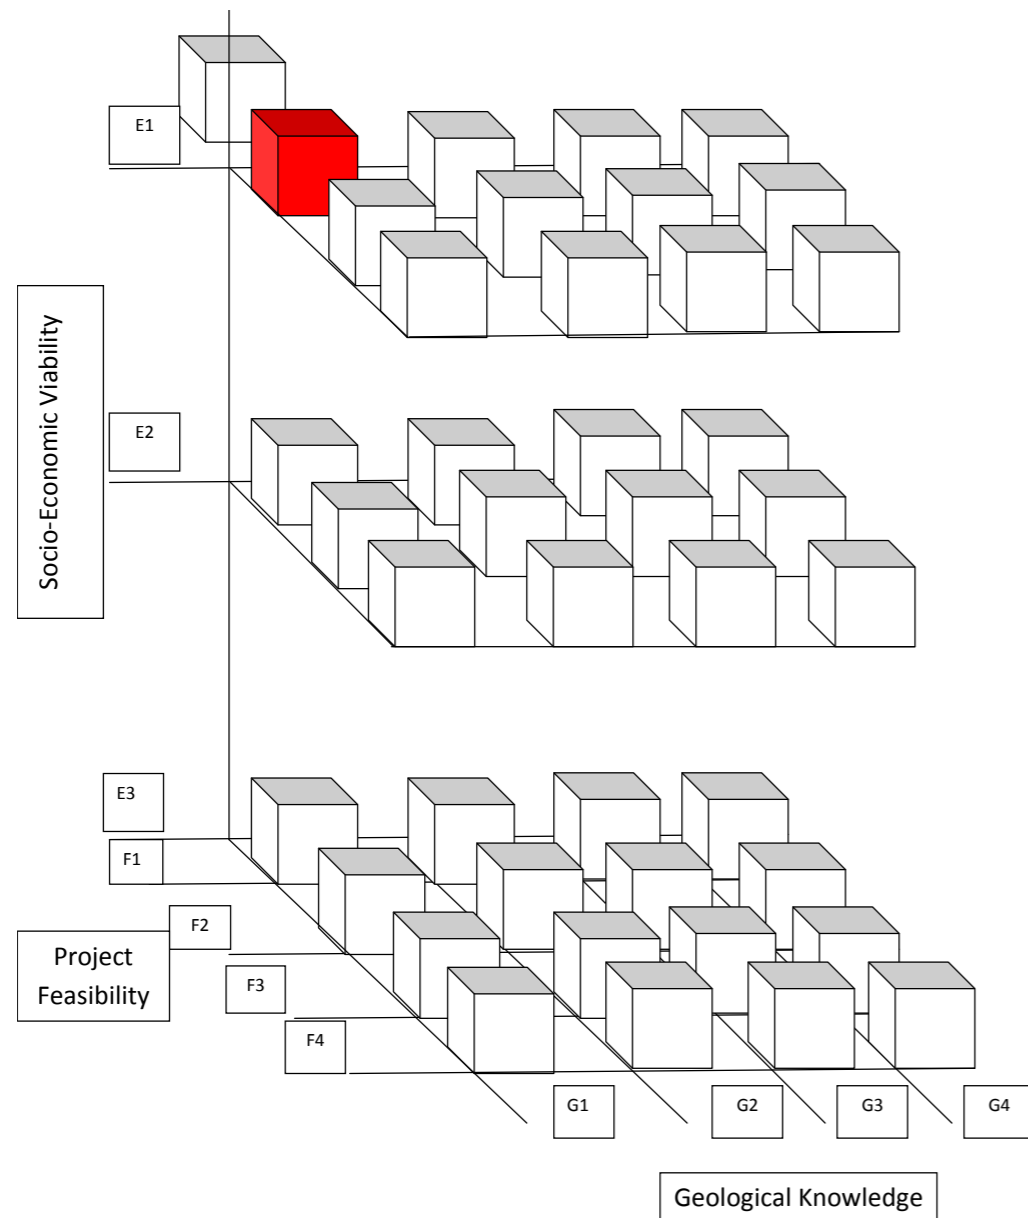 E1
Socio-Economic Viability
E2
E3
F1
F2
Project
Feasibility
F3
F4
G1
G2
G3
G4
Geological Knowledge